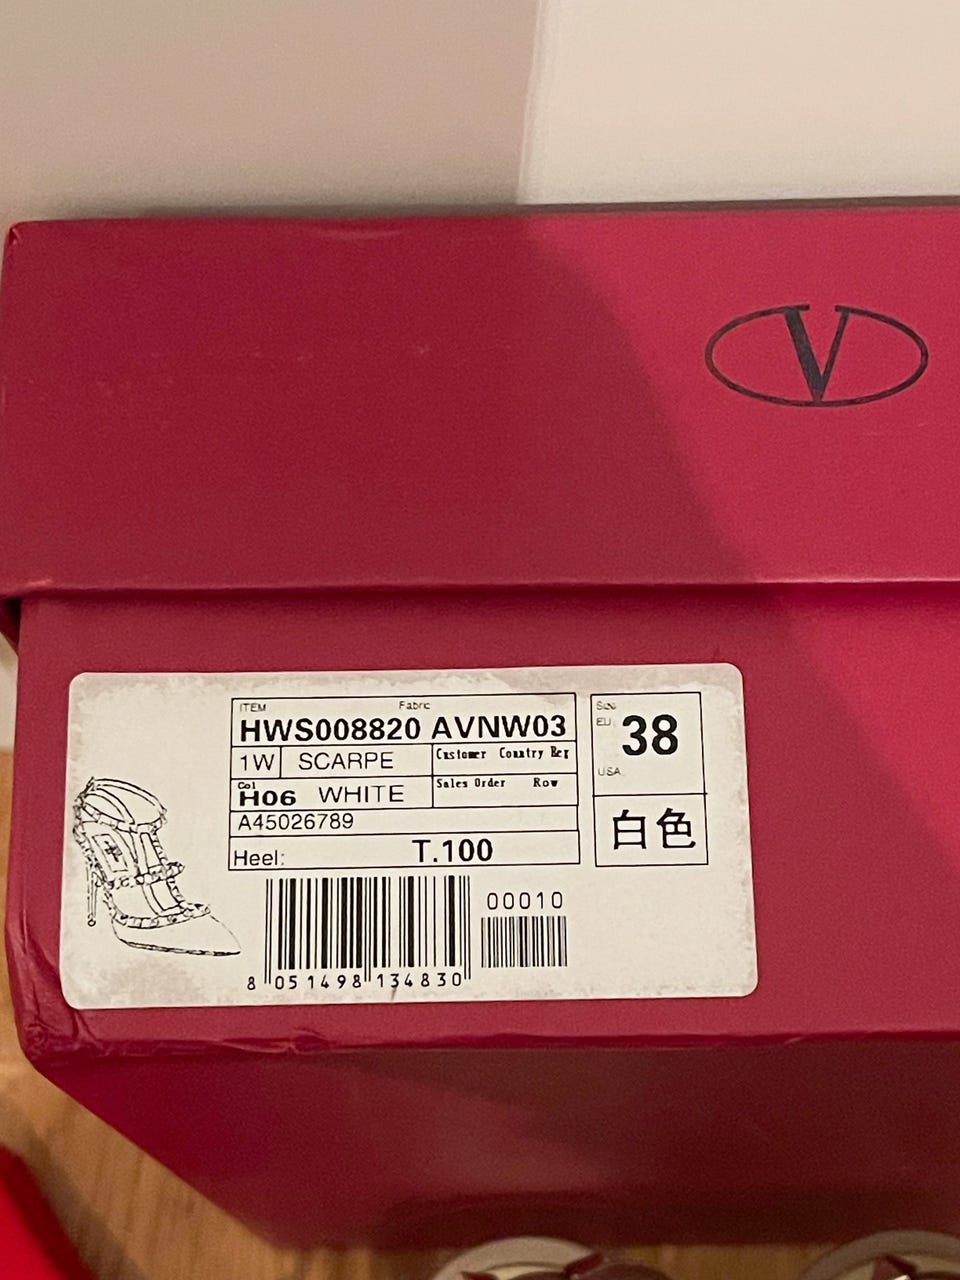 V
ITEM Fabric
HWS008820 AVNW03
1W SCARPE Customer Country Ber
Col
H06 WHITE Sales Order Row
A45026789
Heel: T.100
Size
EU 38
USA
白色
00010
8 051498 134830